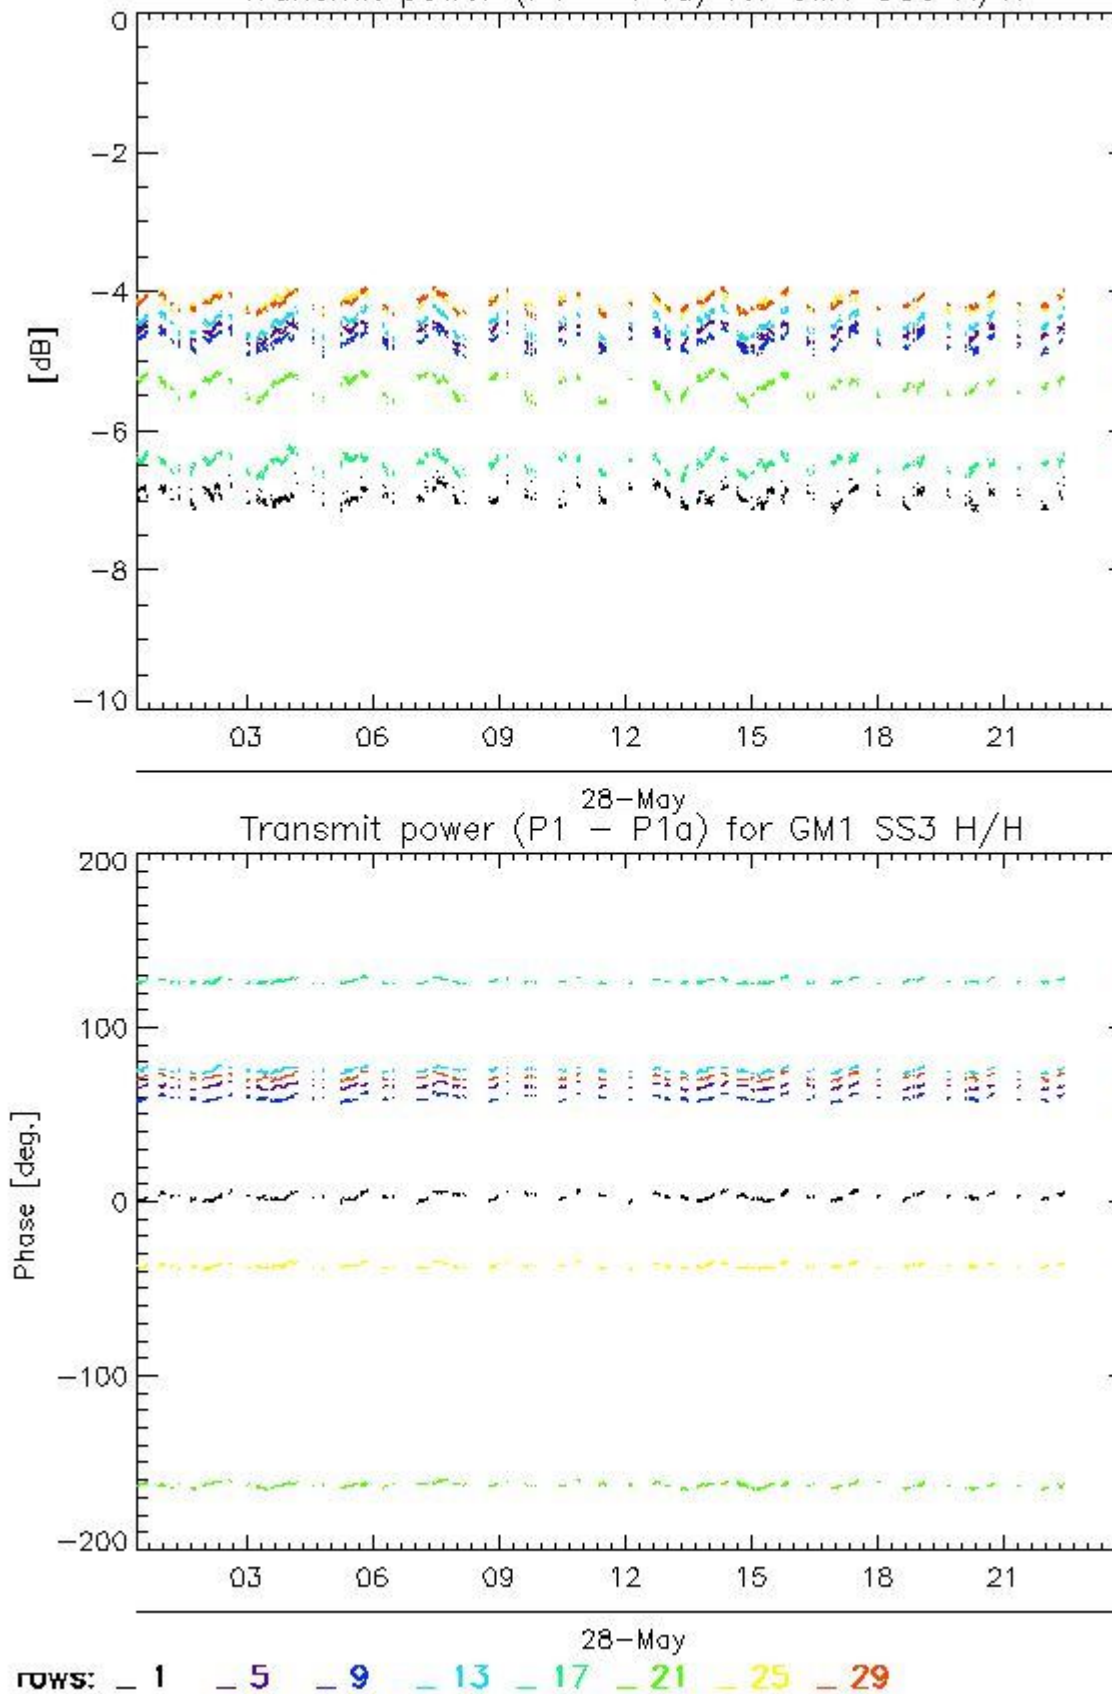 0
−2
−4
[dB]
−6
−8
−10
03 06 09 12 15 18 21
28−May
Transmit power (P1 − P1a) for GM1 SS3 H/H
200
100
Phase [deg.]
0
−100
−200
03 06 09 12 15 18 21
28−May
rows: _ 1 _ 5 _ 9 _ 13 _ 17 _ 21 _ 25 _ 29